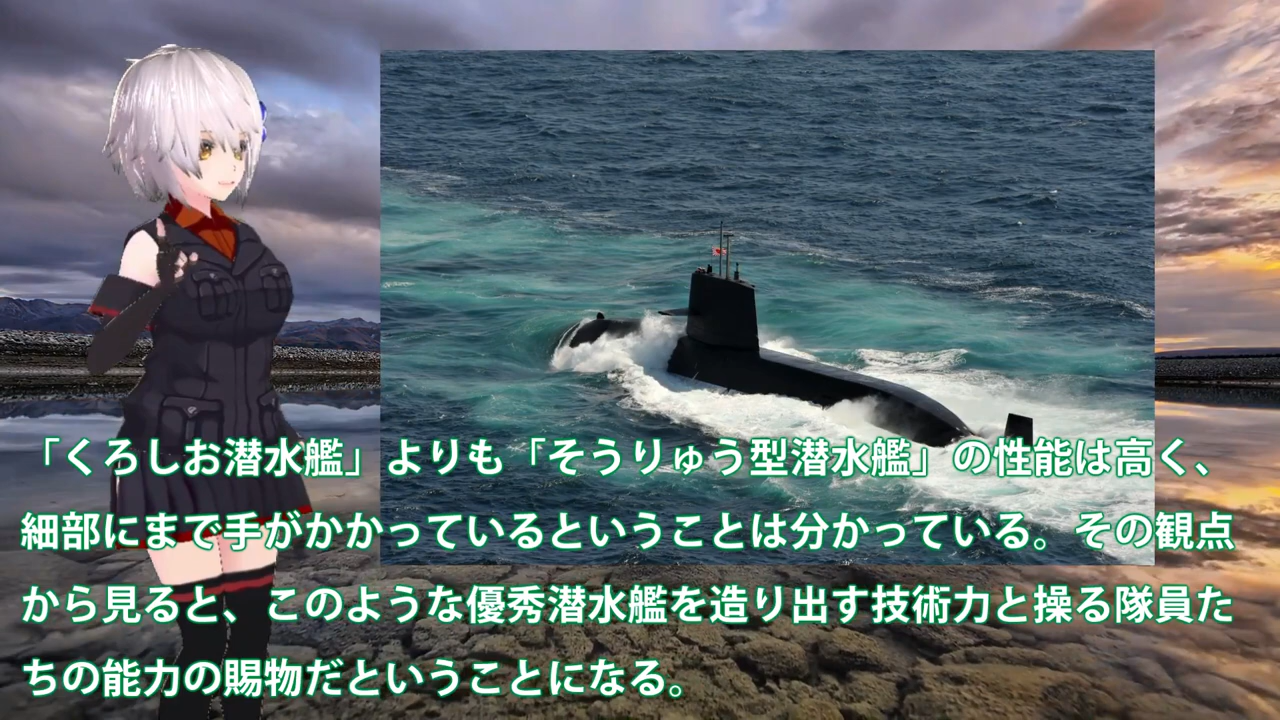 「くろしお潜水艦」よりも「そうりゅう型潜水艦」の性能は高く、
細部にまで手がかかっているということは分かっている。その観点
から見ると、このような優秀潜水艦を造り出す技術力と操る隊員た
ちの能力の賜物だということになる。